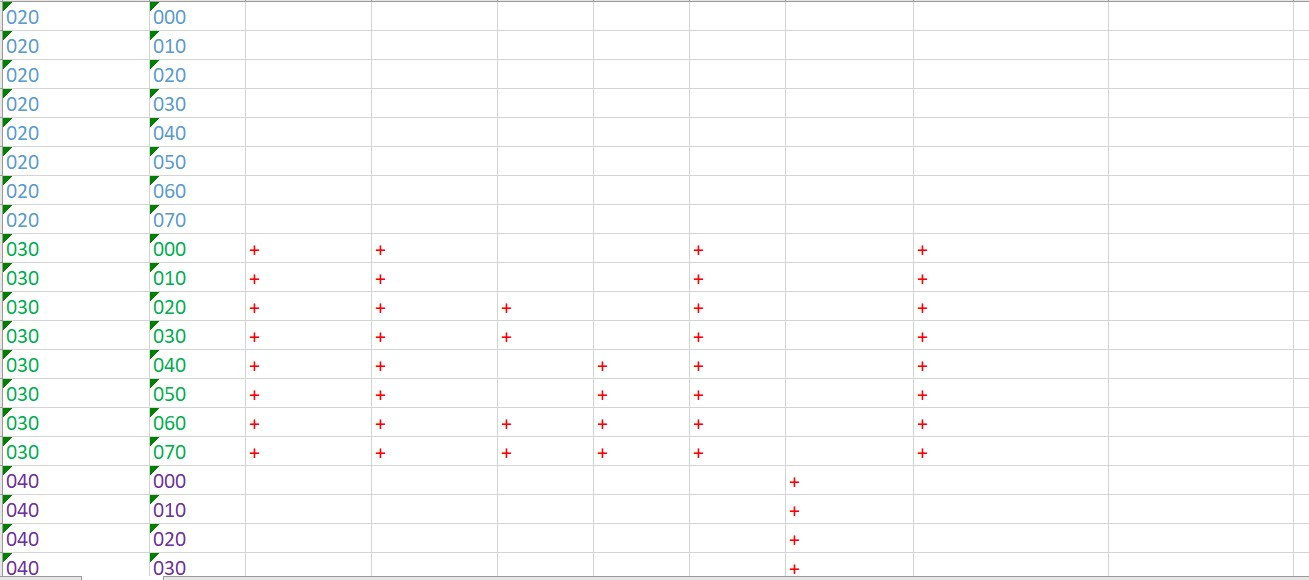 020 000
020 010
020 020
020 030
020 040
020 050
020 060
020 070
030 000 + + + +
030 010 + + + +
030 020 + + + + +
030 030 + + + + +
030 040 + + + + +
030 050 + + + + +
030 060 + + + + + +
030 070 + + + + + +
040 000 +
040 010 +
040 020 +
040 030 +